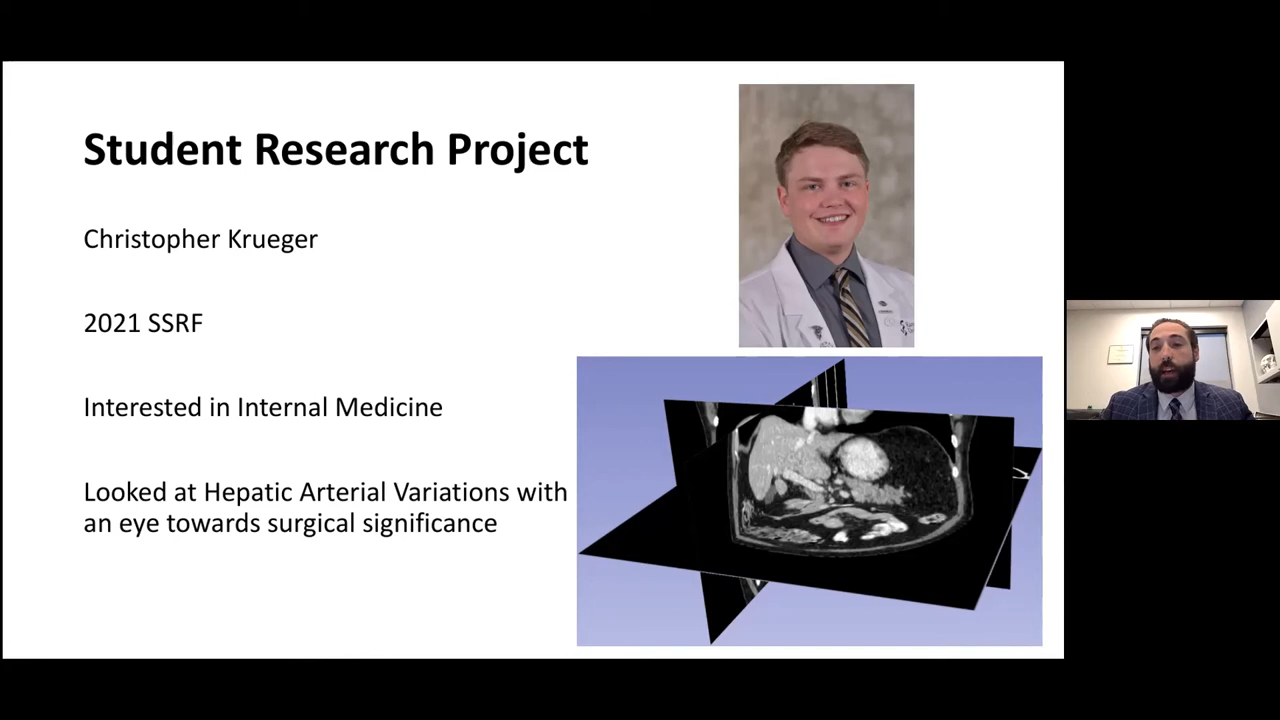 Student Research Project
Christopher Krueger
2021 SSRF
Interested in Internal Medicine
Looked at Hepatic Arterial Variations with
an eye towards surgical significance